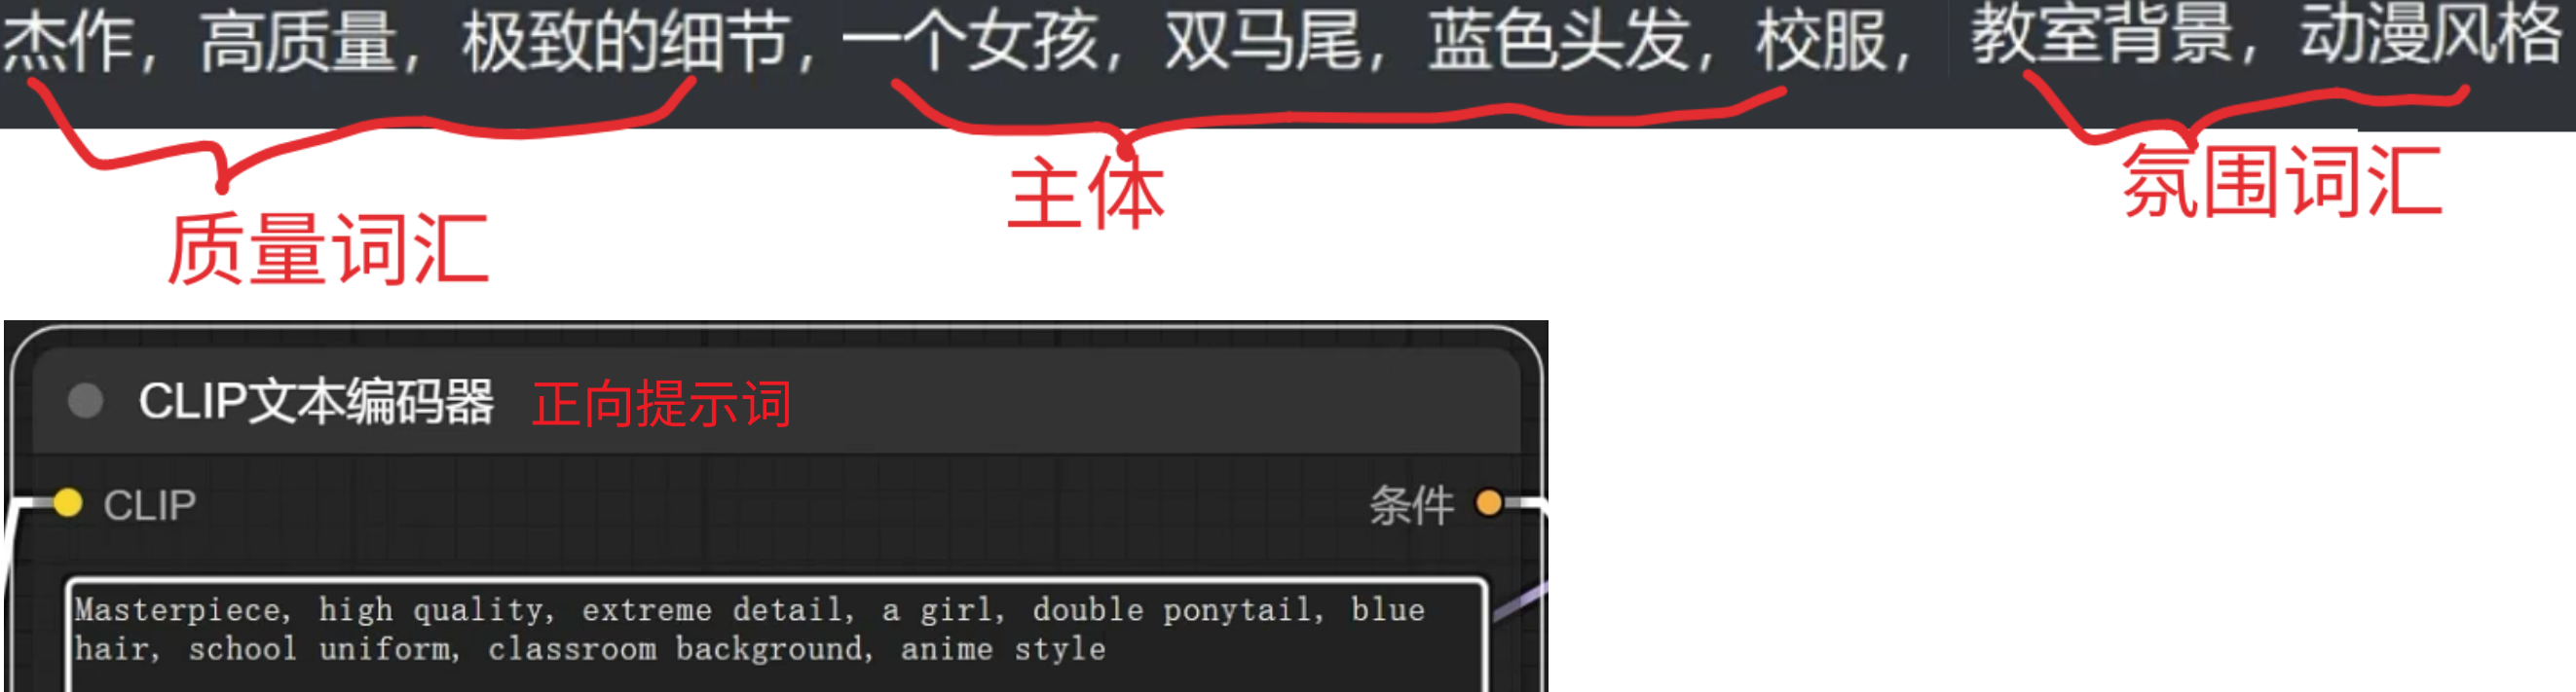 杰作，高质量，极致的细节，一个女孩，双马尾，蓝色头发，校服，教室背景，动漫风格
质量词汇
主体
氛围词汇
CLIP文本编码器 正向提示词
CLIP
条件
Masterpiece, high quality, extreme detail, a girl, double ponytail, blue
hair, school uniform, classroom background, anime style